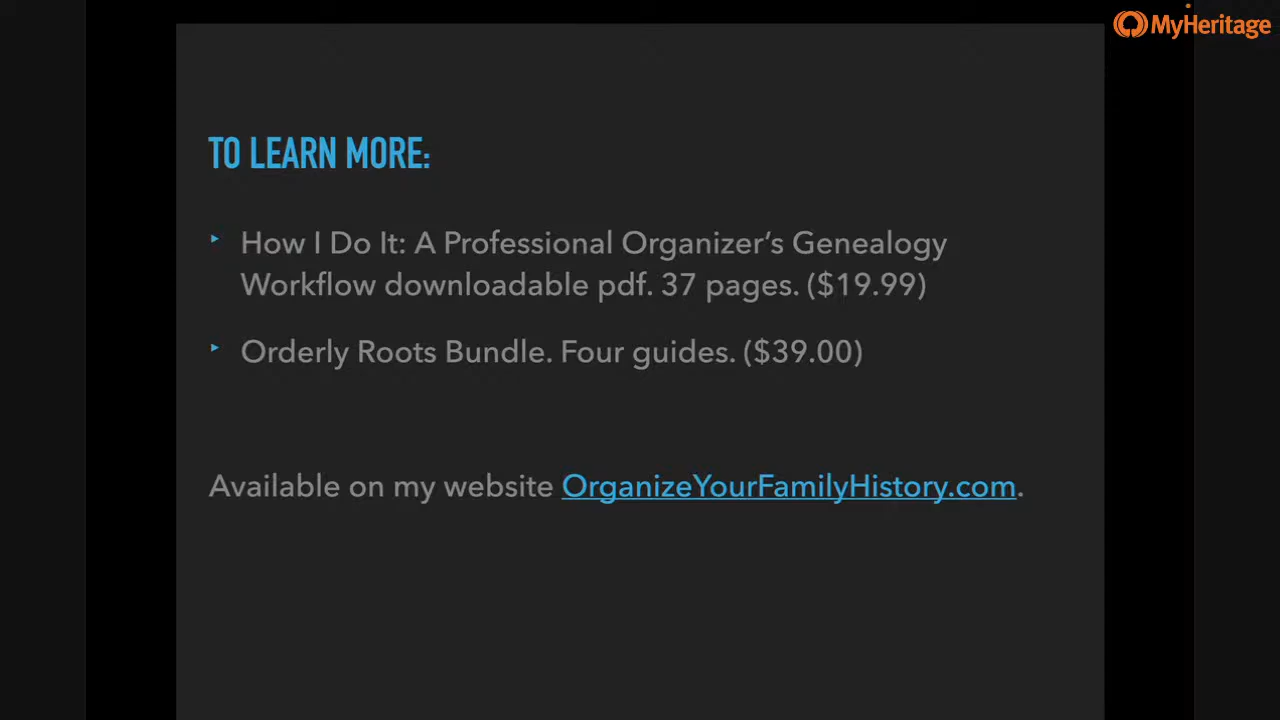 MyHeritage
TO LEARN MORE:
‣ How I Do It: A Professional Organizer’s Genealogy
Workflow downloadable pdf. 37 pages. ($19.99)
‣ Orderly Roots Bundle. Four guides. ($39.00)
Available on my website OrganizeYourFamilyHistory.com.